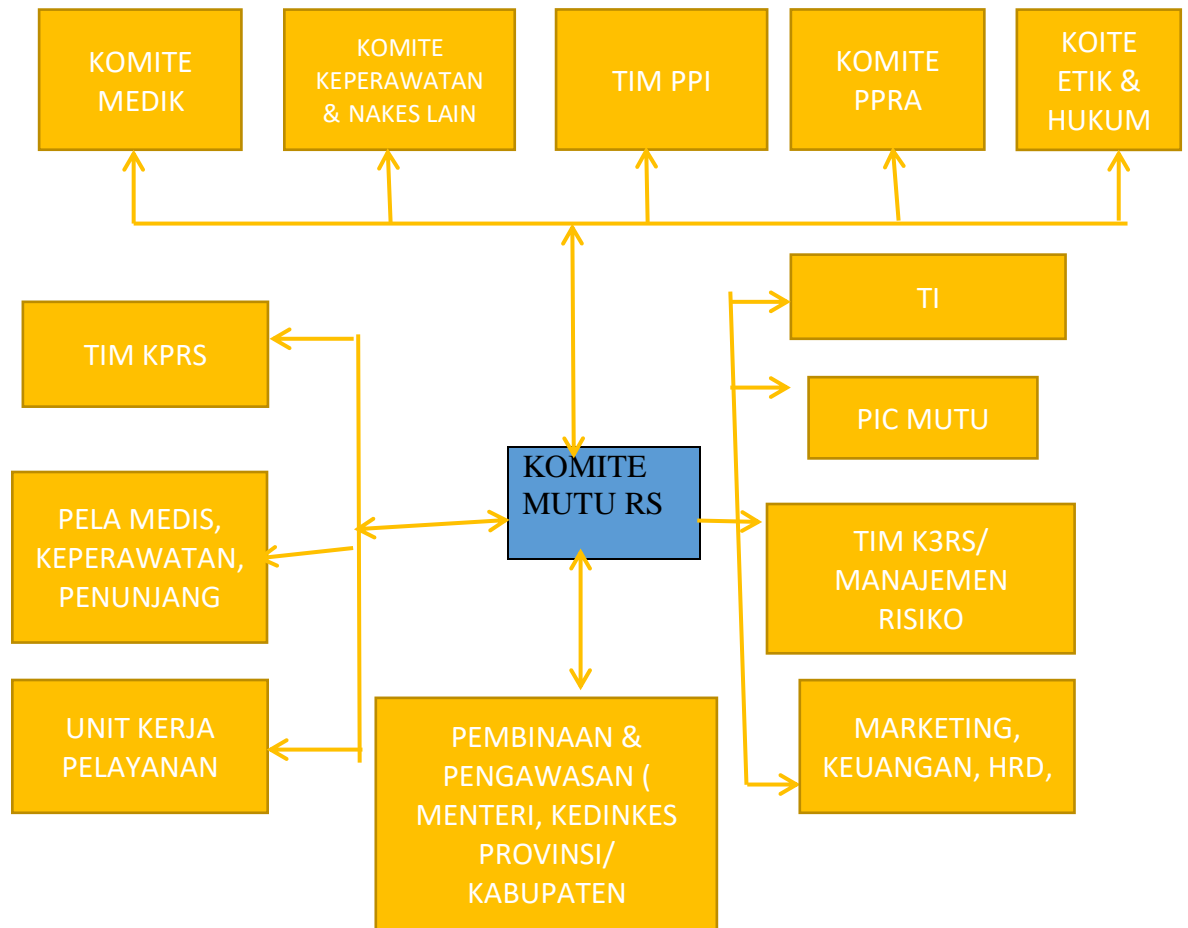 KOMITE
MEDIK
KOMITE
KEPERAWATAN
& NAKES LAIN
TIM PPI
KOMITE
PPRA
KOITE
ETIK &
HUKUM
TI
TIM KPRS
PIC MUTU
KOMITE
MUTU RS
PELA MEDIS,
KEPERAWATAN,
PENUNJANG
TIM K3RS/
MANAJEMEN
RISIKO
UNIT KERJA
PELAYANAN
PEMBINAAN &
PENGAWASAN (
MENTERI, KEDINKES
PROVINSI/
KABUPATEN
MARKETING,
KEUANGAN, HRD,